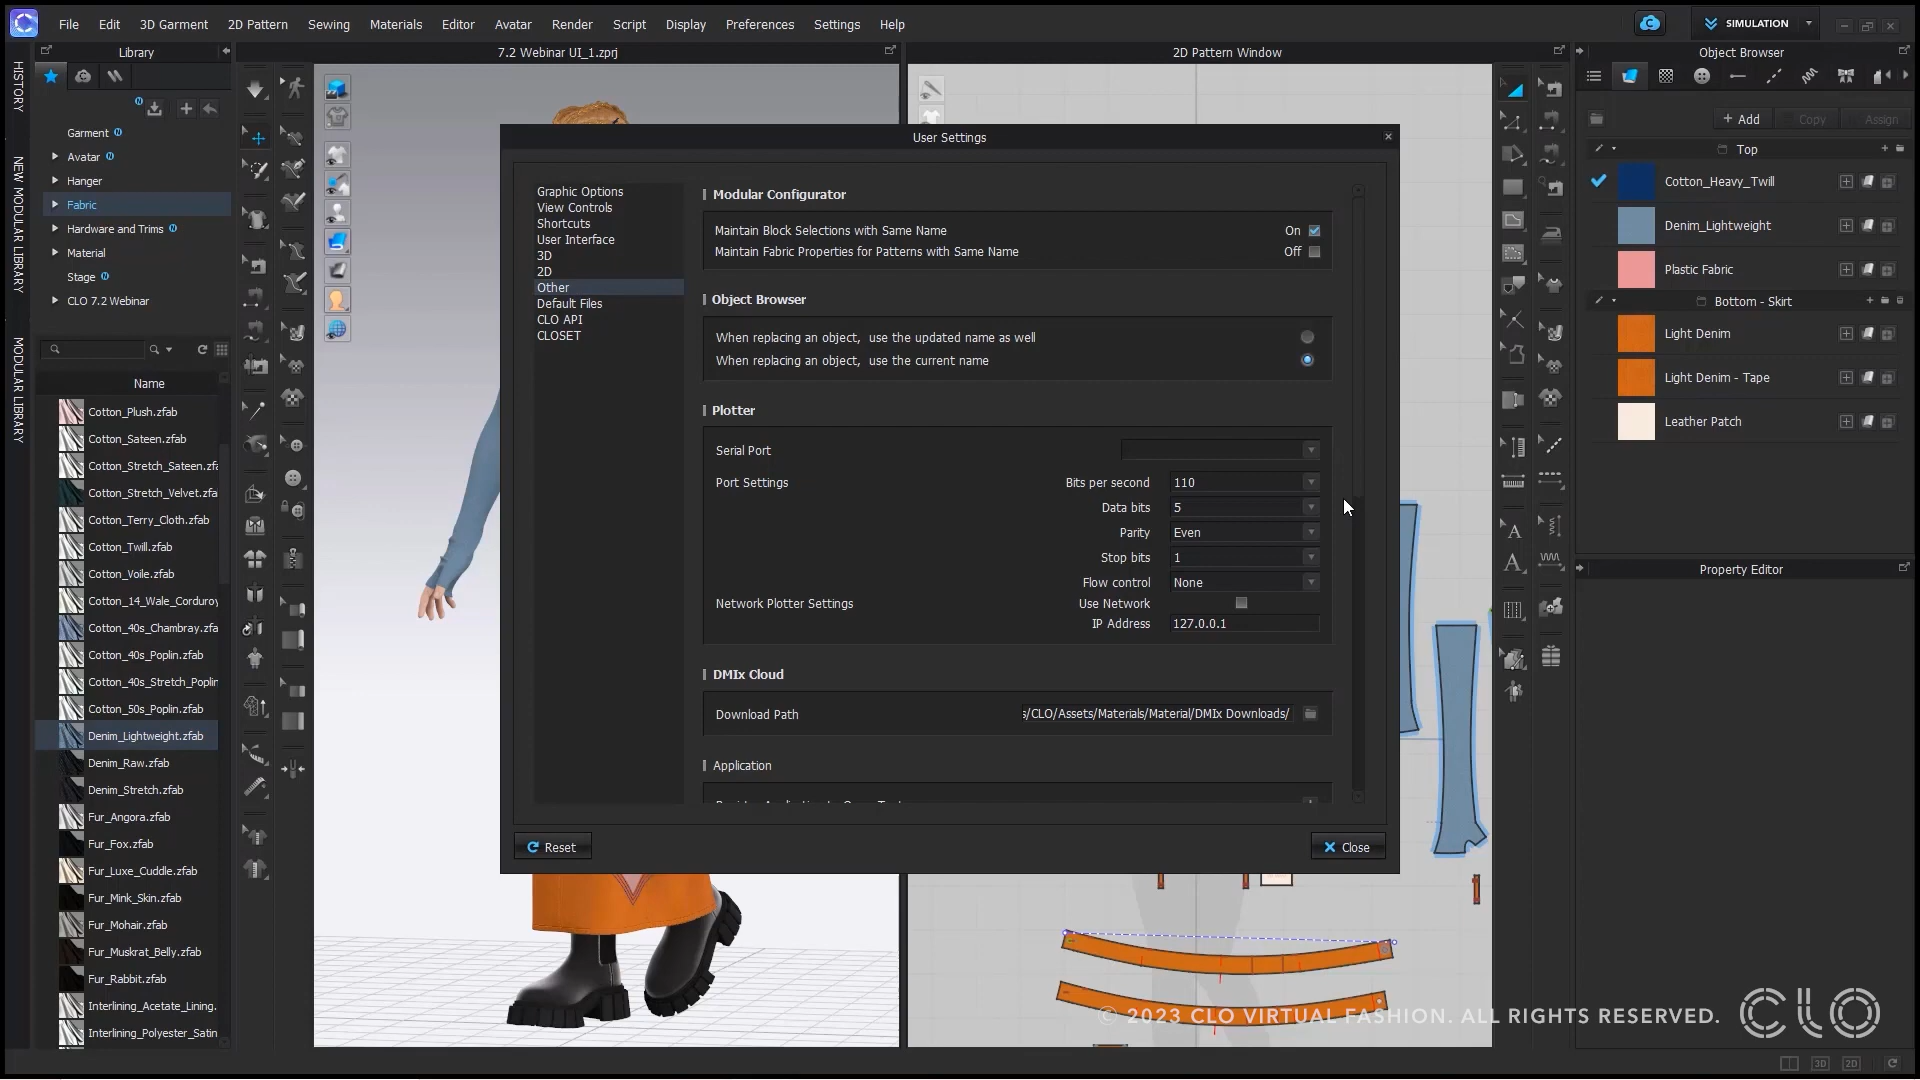 File Edit 3D Garment 2D Pattern Sewing Materials Editor Avatar Render Script Display Preferences Settings Help
SIMULATION
Library
7.2 Webinar UI_1.zprj
2D Pattern Window
Object Browser
HISTORY
NEW MODULAR LIBRARY
MODULAR LIBRARY
Garment
Avatar
Hanger
Fabric
Hardware and Trims
Material
Stage
CLO 7.2 Webinar
Name
Cotton_Plush.zfab
Cotton_Sateen.zfab
Cotton_Stretch_Sateen.zfa
Cotton_Stretch_Velvet.zfa
Cotton_Terry_Cloth.zfab
Cotton_Twill.zfab
Cotton_Voile.zfab
Cotton_14_Wale_Corduroy
Cotton_40s_Chambray.zfa
Cotton_40s_Poplin.zfab
Cotton_40s_Stretch_Poplin
Cotton_50s_Poplin.zfab
Denim_Lightweight.zfab
Denim_Raw.zfab
Denim_Stretch.zfab
Fur_Angora.zfab
Fur_Fox.zfab
Fur_Luxe_Cuddle.zfab
Fur_Mink_Skin.zfab
Fur_Mohair.zfab
Fur_Muskrat_Belly.zfab
Fur_Rabbit.zfab
Interlining_Acetate_Lining.
Interlining_Polyester_Satin
User Settings
Graphic Options
View Controls
Shortcuts
User Interface
3D
2D
Other
Default Files
CLO API
CLOSET
Modular Configurator
Maintain Block Selections with Same Name On
Maintain Fabric Properties for Patterns with Same Name Off
Object Browser
When replacing an object, use the updated name as well
When replacing an object, use the current name
Plotter
Serial Port
Port Settings Bits per second 110
Data bits 5
Parity Even
Stop bits 1
Flow control None
Network Plotter Settings Use Network
IP Address 127.0.0.1
DMIx Cloud
Download Path s/CLO/Assets/Materials/Material/DMIx Downloads/
Application
Reset
Close
+ Add Copy Assign
Top
Cotton_Heavy_Twill
Denim_Lightweight
Plastic Fabric
Bottom - Skirt
Light Denim
Light Denim - Tape
Leather Patch
Property Editor
© 2023 CLO VIRTUAL FASHION. ALL RIGHTS RESERVED.
CLO
3D 2D